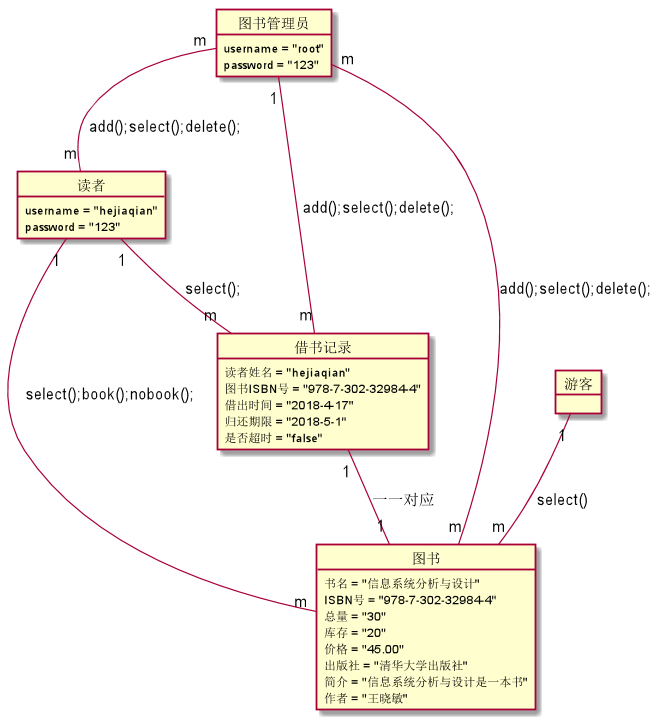 图书管理员
username = "root"
password = "123"
m
m
1
add();select();delete();
m
读者
username = "hejiaqian"
password = "123"
add();select();delete();
1
1
select();
m
m
add();select();delete();
借书记录
读者姓名 = "hejiaqian"
图书ISBN号 = "978-7-302-32984-4"
借出时间 = "2018-4-17"
归还期限 = "2018-5-1"
是否超时 = "false"
游客
select();book();nobook();
1
1
一一对应
select()
1
m
m
m
图书
书名 = "信息系统分析与设计"
ISBN号 = "978-7-302-32984-4"
总量 = "30"
库存 = "20"
价格 = "45.00"
出版社 = "清华大学出版社"
简介 = "信息系统分析与设计是一本书"
作者 = "王晓敏"